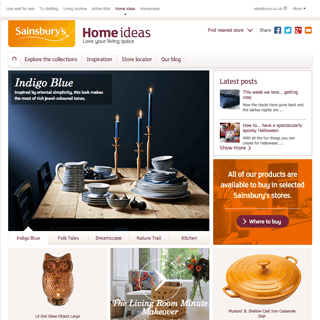 Live well for less
Tu clothing
Living Archive
Active Kids
Home ideas
Homemade
sainsburys.co.uk
Sainsbury's
Home ideas
Love your living space
Find nearest store
Explore the collections
Inspiration
Store locator
Our blog
Indigo Blue
Inspired by oriental simplicity, this look makes
the most of rich jewel-coloured tones.
Latest posts
This week we love... getting
cosy
Now the clocks have gone back and the
darker nights are ...
How to... have a spectacularly
spooky Halloween
With all the fun things you can
create for Halloween, ...
All of our products are
available to buy in selected
Sainsbury's stores.
Where to buy
Indigo Blue
Folk Tales
Dreamscape
Nature Trail
Kitchen
Lit Owl Glass Object Large
The Living Room Minute
Makeover
Mustard 3L Shallow Cast Iron Casserole
Dish